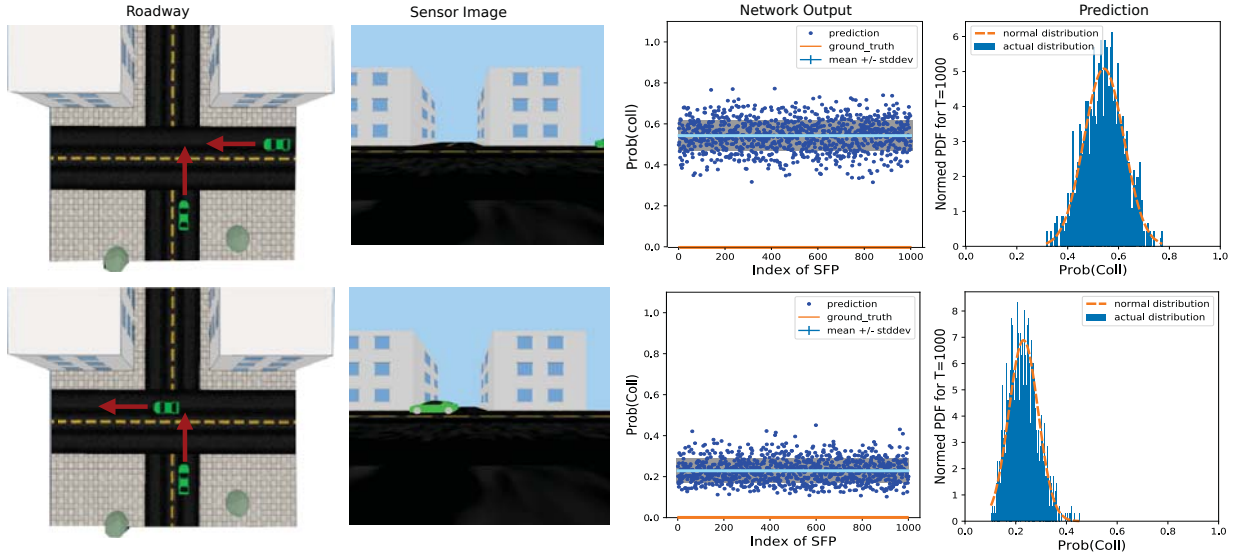 Roadway
Sensor Image
Network Output
Prediction
Prob(coll)
1.0
0.8
0.6
0.4
0.2
0.0
prediction
ground_truth
mean +/- stddev
0 200 400 600 800 1000
Index of SFP
Normed PDF for T=1000
6
5
4
3
2
1
0
normal distribution
actual distribution
0.0 0.2 0.4 0.6 0.8 1.0
Prob(Coll)
Prob(Coll)
1.0
0.8
0.6
0.4
0.2
0.0
prediction
ground_truth
mean +/- stddev
0 200 400 600 800 1000
Index of SFP
Normed PDF for T=1000
8
7
6
5
4
3
2
1
0
normal distribution
actual distribution
0.0 0.2 0.4 0.6 0.8 1.0
Prob(Coll)